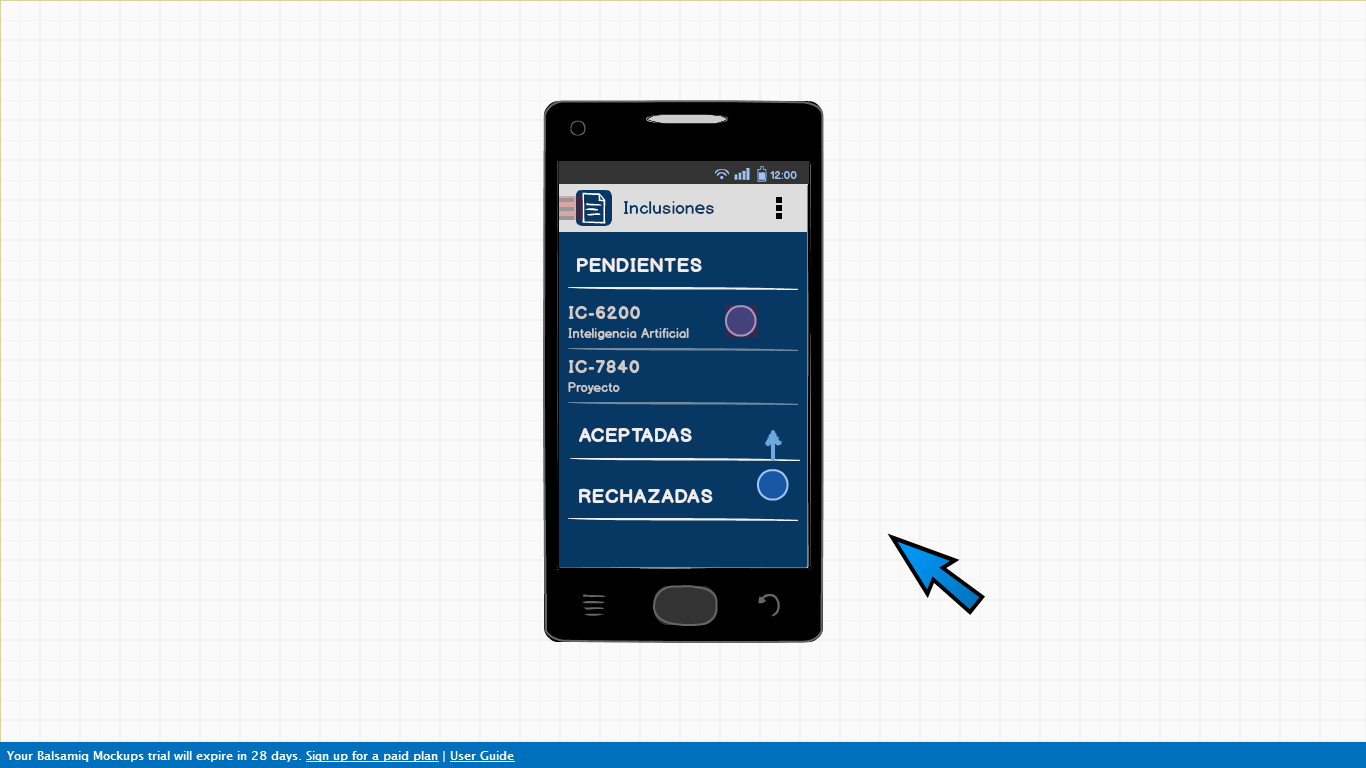 12:00
Inclusiones
PENDIENTES
IC-6200
Inteligencia Artificial
IC-7840
Proyecto
ACEPTADAS
RECHAZADAS
Your Balsamiq Mockups trial will expire in 28 days. Sign up for a paid plan | User Guide